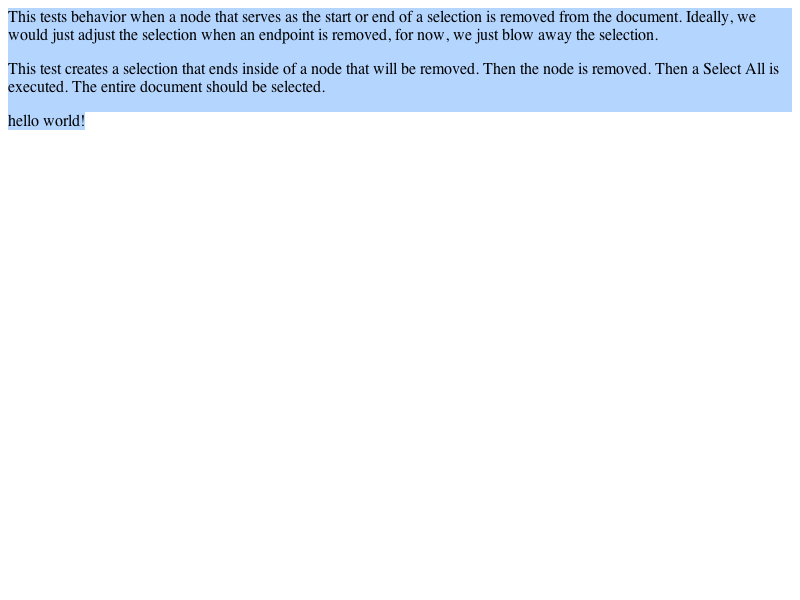 This tests behavior when a node that serves as the start or end of a selection is removed from the document. Ideally, we
would just adjust the selection when an endpoint is removed, for now, we just blow away the selection.
This test creates a selection that ends inside of a node that will be removed. Then the node is removed. Then a Select All is
executed. The entire document should be selected.
hello world!